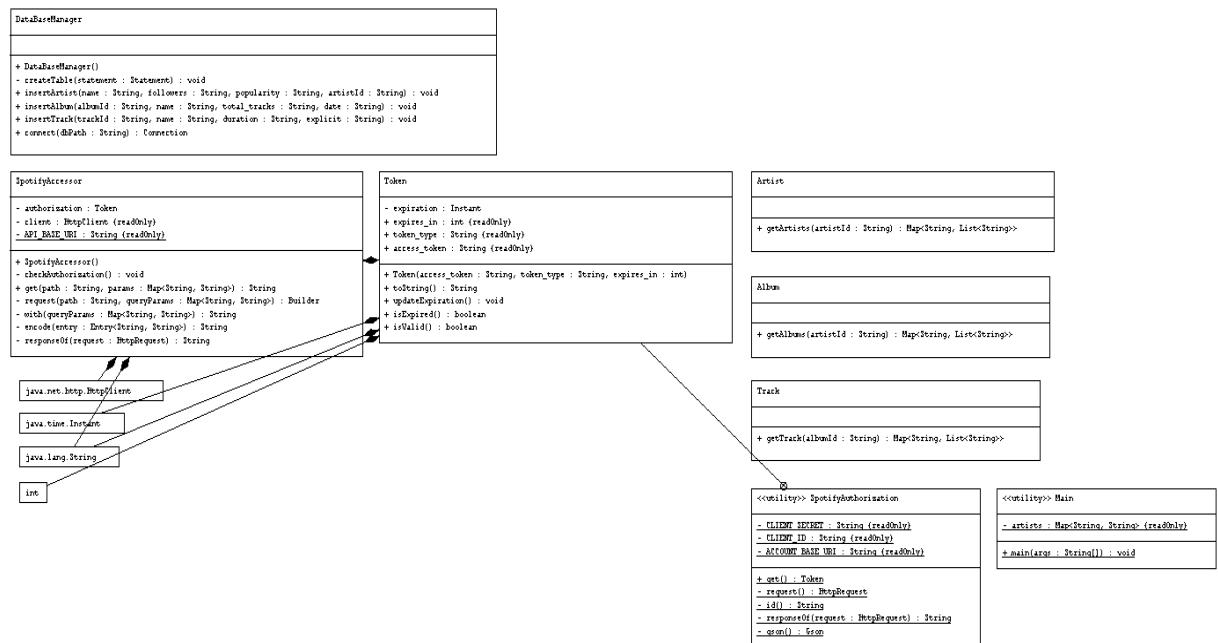 DataBaseManager
+ DataBaseManager()
- createTable(statement : Statement) : void
+ insertArtist(name : String, followers : String, popularity : String, artistId : String) : void
+ insertAlbum(albumId : String, name : String, total_tracks : String, date : String) : void
+ insertTrack(trackId : String, name : String, duration : String, explicit : String) : void
+ connect(dbPath : String) : Connection
SpotifyAccessor
- authorization : Token
- client : HttpClient {readOnly}
- API_BASE_URI : String {readOnly}
+ SpotifyAccessor()
- checkAuthorization() : void
+ get(path : String, params : Map<String, String>) : String
- request(path : String, queryParams : Map<String, String>) : Builder
- with(queryParams : Map<String, String>) : String
- encode(entry : Entry<String, String>) : String
- responseOf(request : HttpRequest) : String
Token
- expiration : Instant
+ expires_in : int {readOnly}
+ token_type : String {readOnly}
+ access_token : String {readOnly}
+ Token(access_token : String, token_type : String, expires_in : int)
+ toString() : String
+ updateExpiration() : void
+ isExpired() : boolean
+ isValid() : boolean
Artist
+ getArtists(artistId : String) : Map<String, List<String>>
Album
+ getAlbums(artistId : String) : Map<String, List<String>>
Track
+ getTrack(albumId : String) : Map<String, List<String>>
java.net.http.HttpClient
java.time.Instant
java.lang.String
int
<<utility>> SpotifyAuthorization
- CLIENT_SECRET : String {readOnly}
- CLIENT_ID : String {readOnly}
- ACCOUNT_BASE_URI : String {readOnly}
+ get() : Token
- request() : HttpRequest
- id() : String
- responseOf(request : HttpRequest) : String
- gson() : Gson
<<utility>> Main
- artists : Map<String, String> {readOnly}
+ main(args : String[]) : void